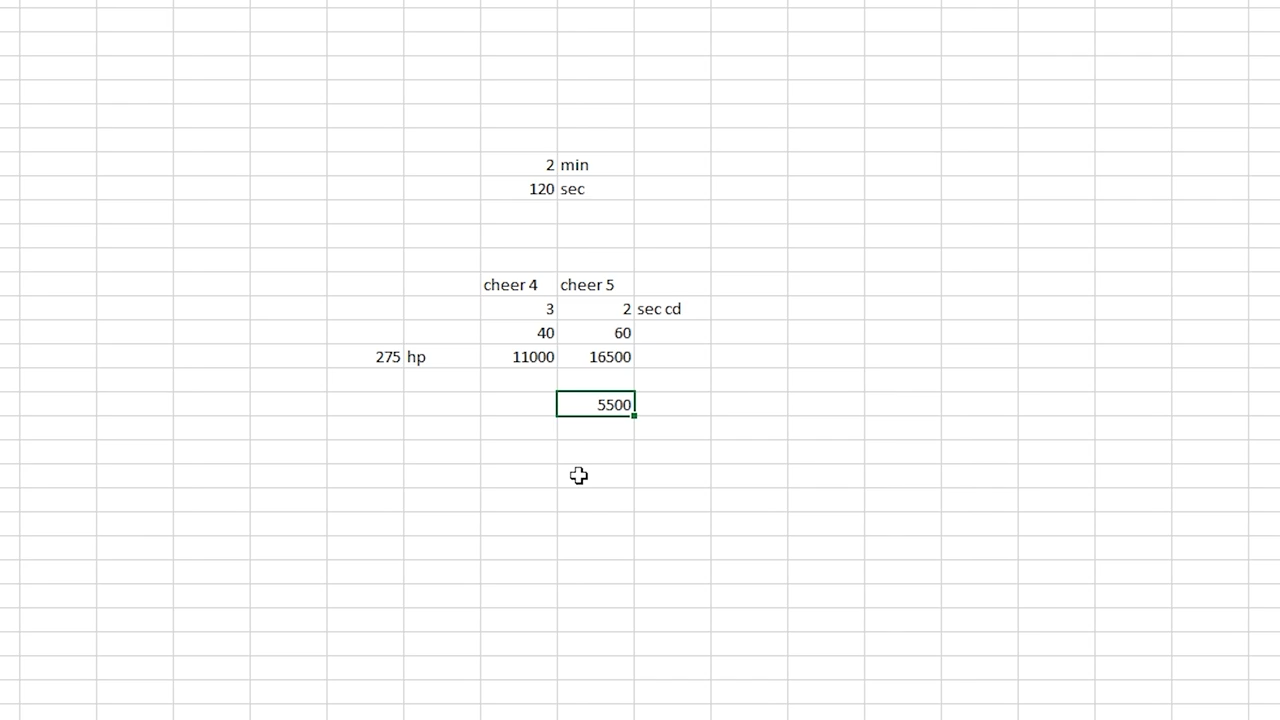 2 min
120 sec
cheer 4 cheer 5
3 2 sec cd
40 60
275 hp 11000 16500
5500